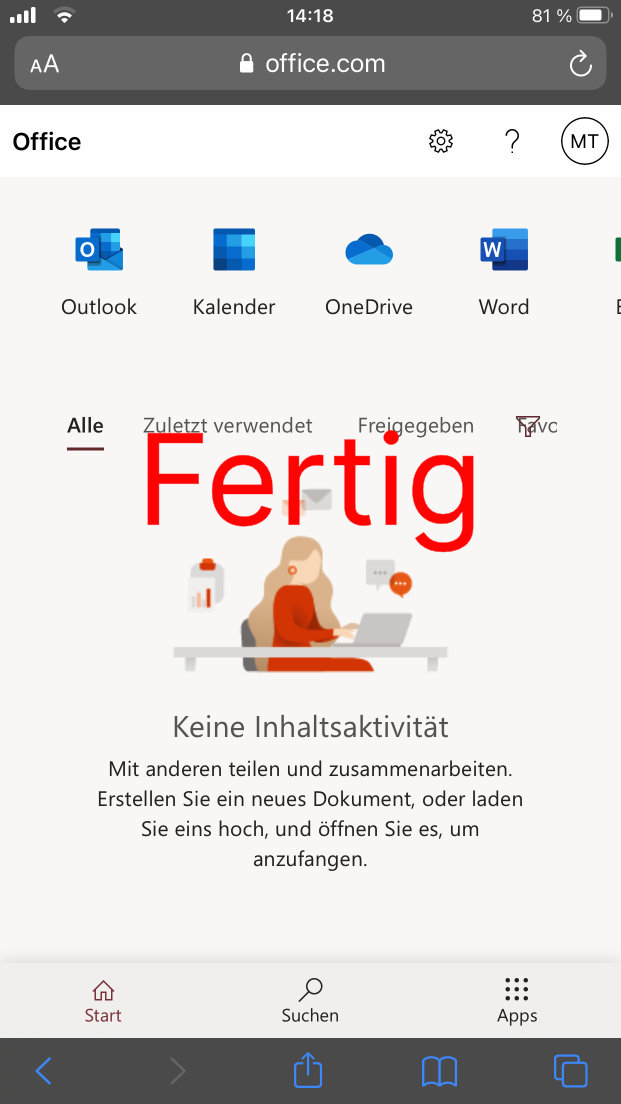 14:18
81 %
AA
office.com
Office
?
MT
Outlook
Kalender
OneDrive
Word
Alle
Zuletzt verwendet
Freigegeben
Fertig
Keine Inhaltsaktivität
Mit anderen teilen und zusammenarbeiten.
Erstellen Sie ein neues Dokument, oder laden
Sie eins hoch, und öffnen Sie es, um
anzufangen.
Start
Suchen
Apps